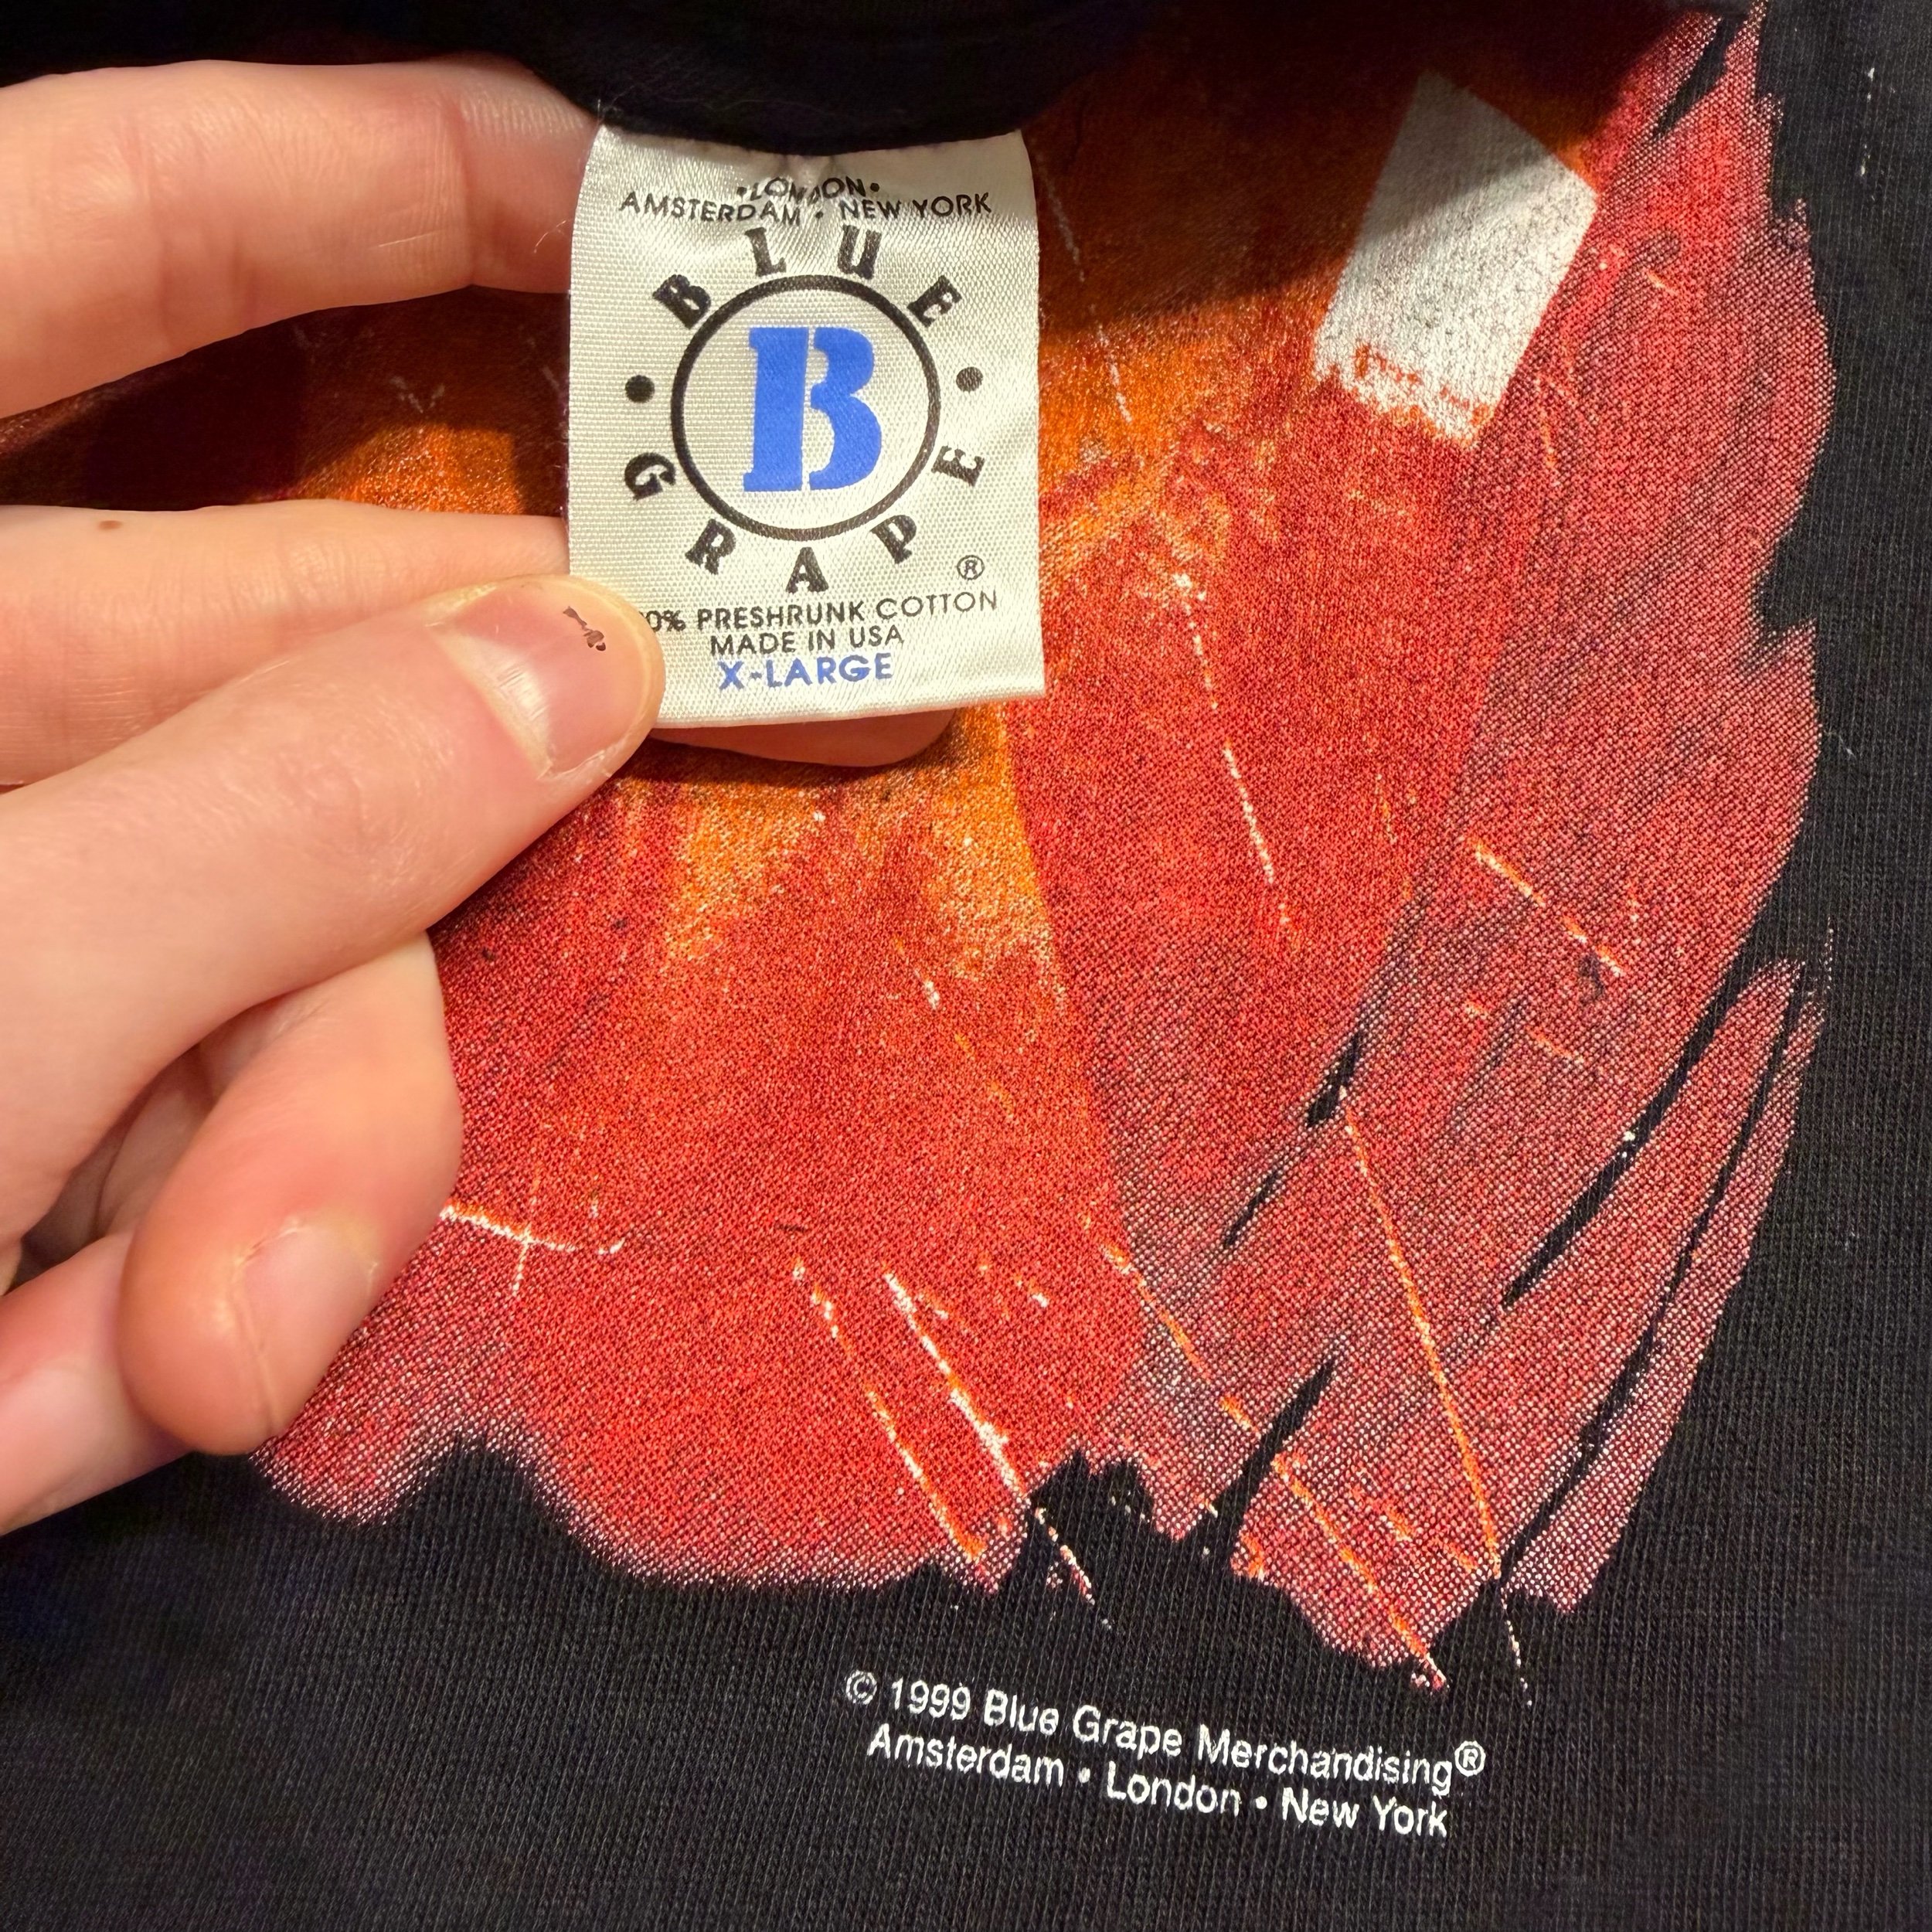 •LONDON•
AMSTERDAM • NEW YORK
BLUE
B
• GRAPE •
®
0% PRESHRUNK COTTON
MADE IN USA
X-LARGE
© 1999 Blue Grape Merchandising®
Amsterdam • London • New York